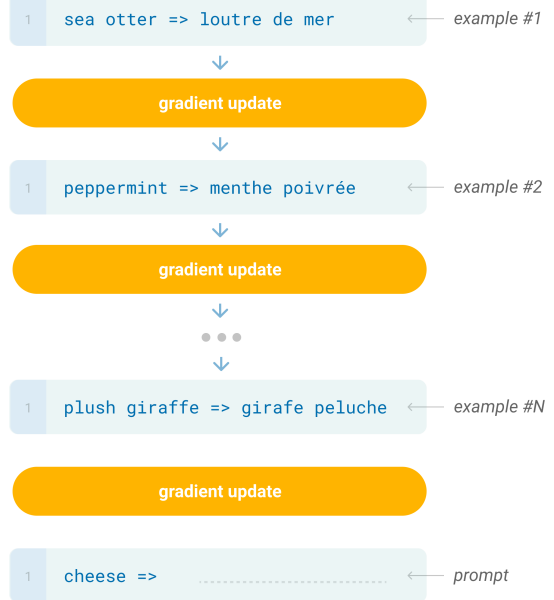 1 sea otter => loutre de mer example #1
gradient update
1 peppermint => menthe poivrée example #2
gradient update
1 plush giraffe => girafe peluche example #N
gradient update
1 cheese => prompt